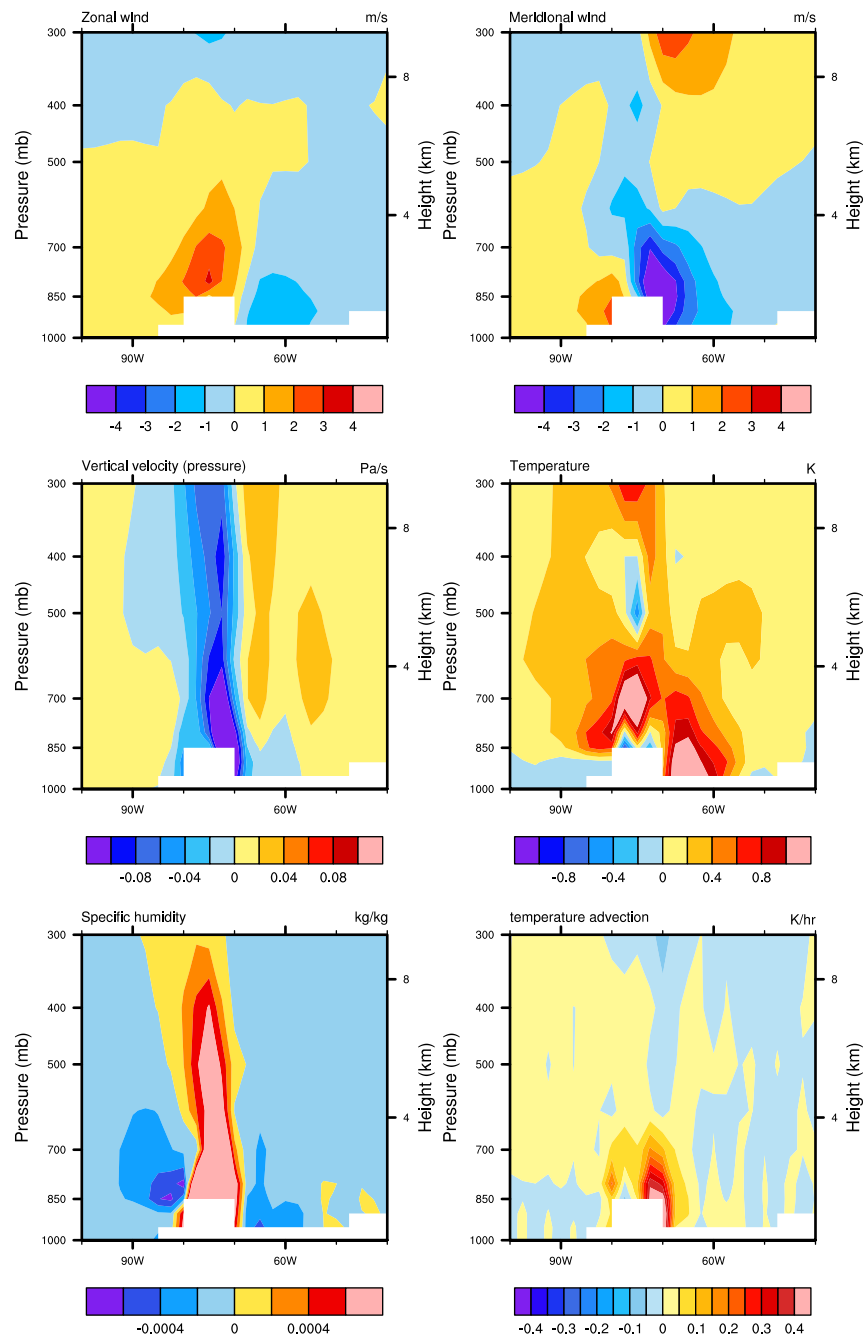 Zonal wind m/s
Meridional wind m/s
300
400
500
700
850
1000
Pressure (mb)
8
4
Height (km)
90W 60W
-4 -3 -2 -1 0 1 2 3 4
300
400
500
700
850
1000
Pressure (mb)
8
4
Height (km)
90W 60W
-4 -3 -2 -1 0 1 2 3 4
Vertical velocity (pressure) Pa/s
Temperature K
300
400
500
700
850
1000
Pressure (mb)
8
4
Height (km)
90W 60W
-0.08 -0.04 0 0.04 0.08
300
400
500
700
850
1000
Pressure (mb)
8
4
Height (km)
90W 60W
-0.8 -0.4 0 0.4 0.8
Specific humidity kg/kg
temperature advection K/hr
300
400
500
700
850
1000
Pressure (mb)
8
4
Height (km)
90W 60W
-0.0004 0 0.0004
300
400
500
700
850
1000
Pressure (mb)
8
4
Height (km)
90W 60W
-0.4 -0.3 -0.2 -0.1 0 0.1 0.2 0.3 0.4